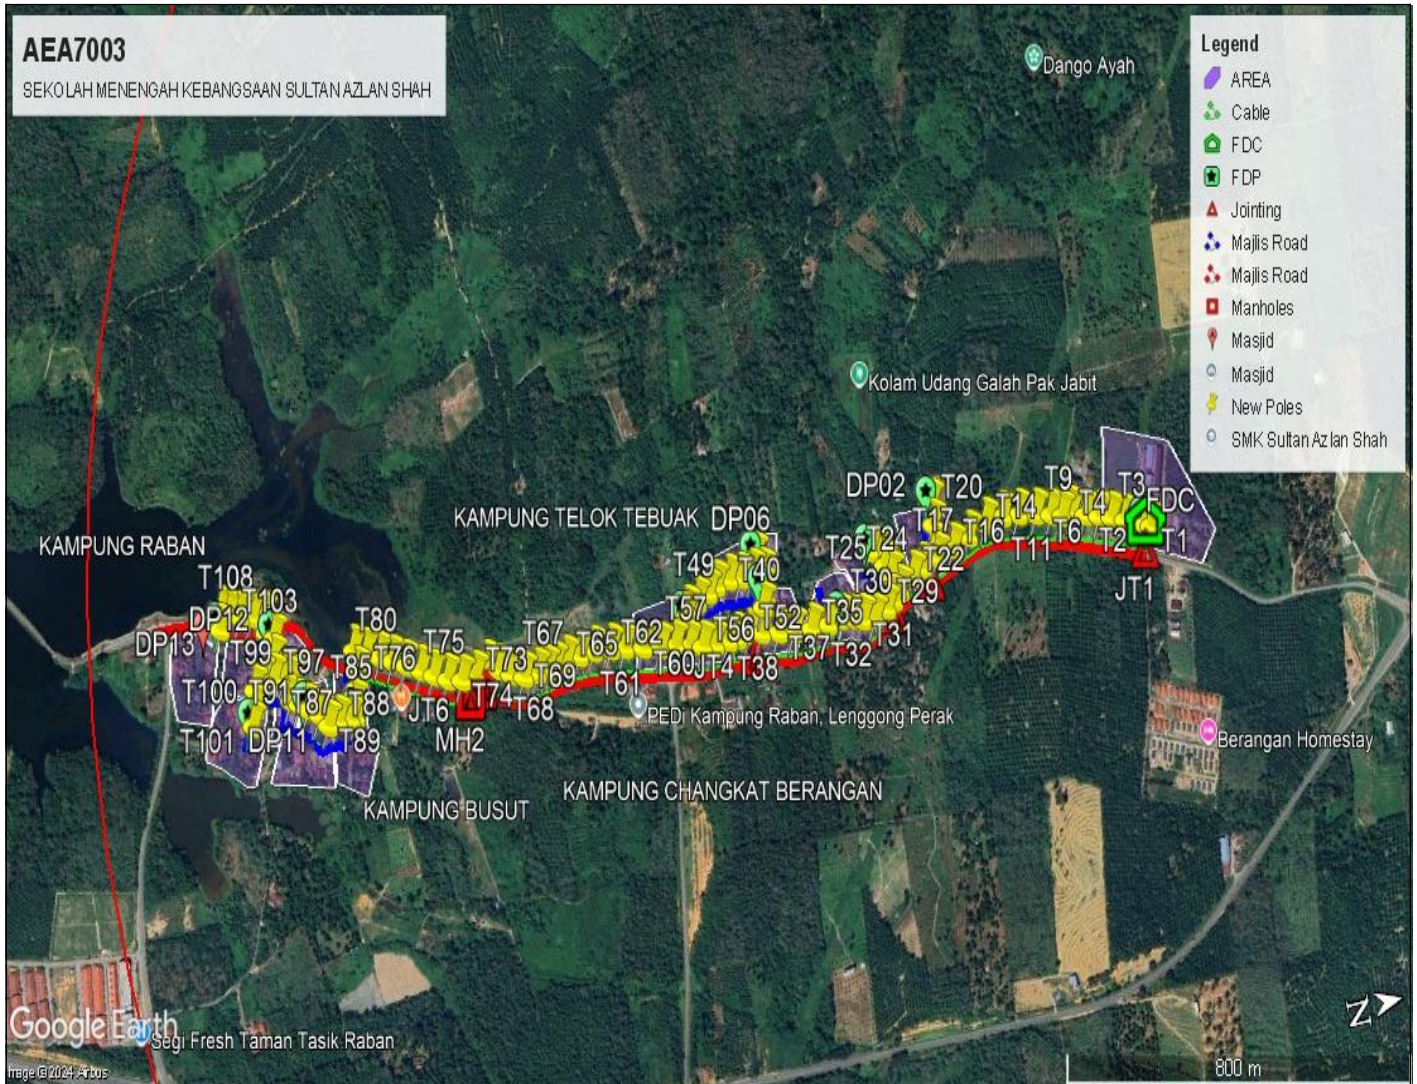 AEA7003
SEKOLAH MENENGAH KEBANGSAAN SULTAN AZLAN SHAH
Legend
AREA
Cable
FDC
FDP
Jointing
Majlis Road
Majlis Road
Manholes
Masjid
Masjid
New Poles
SMK Sultan Azlan Shah
Dango Ayah
Kolam Udang Galah Pak Jabit
DP02
T20
T9
T14
T4
T3
FDC
T17
T16
T6
T2
T1
T11
JT1
KAMPUNG TELOK TEBUAK
DP06
T24
T25
T22
T30
T29
KAMPUNG RABAN
T49
T40
T57
T52
T35
T31
T108
T103
DP12
DP13
T80
T75
T76
T67
T65
T62
T56
T37
T32
T99
T97
T85
T73
T69
T60
JT4
T38
T100
T91
T87
T88
JT6
T74
T68
T61
T101
DP11
T89
MH2
PEDi Kampung Raban, Lenggong Perak
Berangan Homestay
KAMPUNG BUSUT
KAMPUNG CHANGKAT BERANGAN
Google Earth
Segi Fresh Taman Tasik Raban
Image © 2024 Airbus
N
800 m